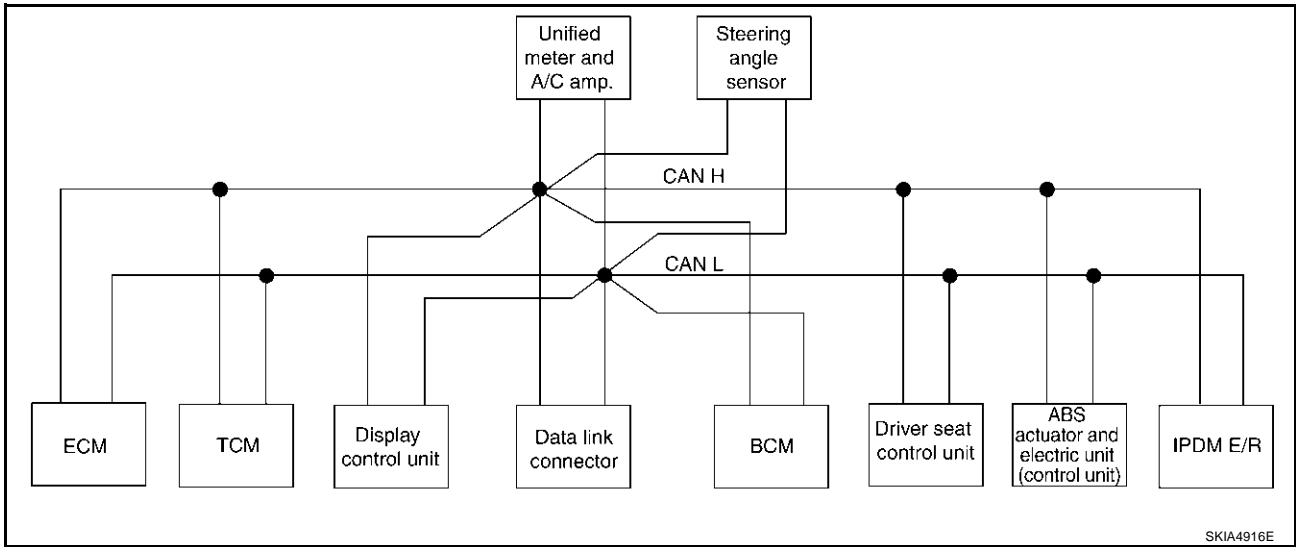 Unified
meter and
A/C amp.
Steering
angle
sensor
CAN H
CAN L
ECM
TCM
Display
control unit
Data link
connector
BCM
Driver seat
control unit
ABS
actuator and
electric unit
(control unit)
IPDM E/R
SKIA4916E